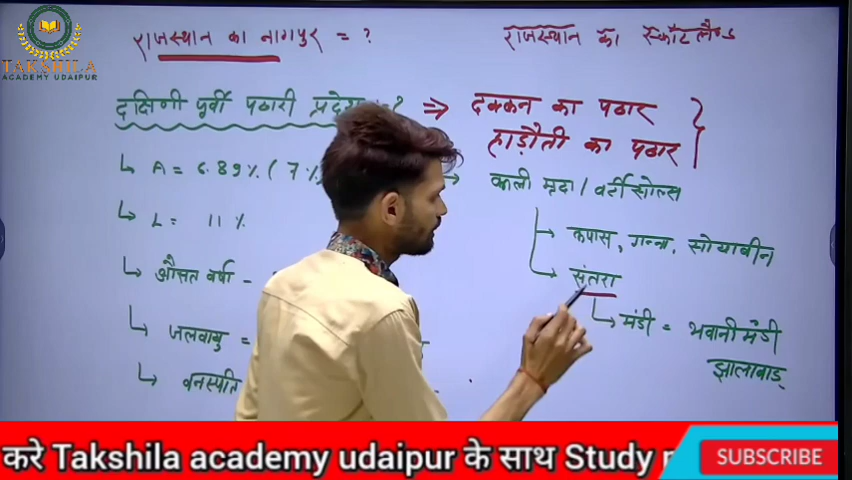 TAKSHILA
ACADEMY UDAIPUR
राजस्थान का नागपुर = ?
राजस्थान का स्कॉटलैण्ड
दक्षिणी पूर्वी पठारी प्रदेश ?
⇒ दक्कन का पठार
हाड़ौती का पठार
↳ A = 6.89% ( 7%
→ काली मृदा / वर्टीसोल्स
↳ L = 11 %
→ कपास, गन्ना, सोयाबीन
↳ औसत वर्षा -
→ संतरा
↳ मंडी = भवानी मंडी
झालावाड़
↳ जलवायु =
↳ वनस्पति
करे Takshila academy udaipur के साथ Study
SUBSCRIBE